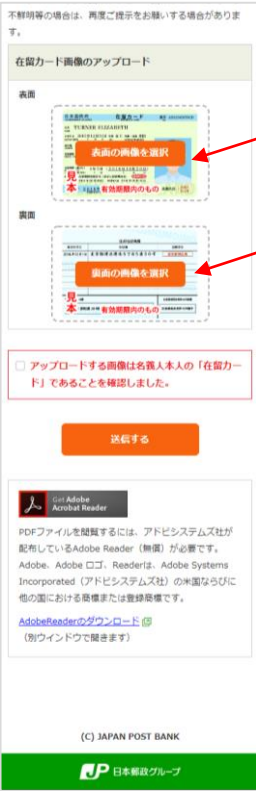 不鮮明等の場合は、再度ご提示をお願いする場合がありま
す。
在留カード画像のアップロード
表面
在留カード
TURNER ELIZABETH
表面の画像を選択
見本
有効期間内のもの
裏面
裏面の画像を選択
見本
有効期間内のもの
アップロードする画像は名義人本人の「在留カー
ド」であることを確認しました。
送信する
Get Adobe
Acrobat Reader
PDFファイルを閲覧するには、アドビシステムズ社が
配布しているAdobe Reader（無償）が必要です。
Adobe、Adobe ロゴ、Readerは、Adobe Systems
Incorporated（アドビシステムズ社）の米国ならびに
他の国における商標または登録商標です。
AdobeReaderのダウンロード
（別ウインドウで開きます）
(C) JAPAN POST BANK
JP 日本郵政グループ